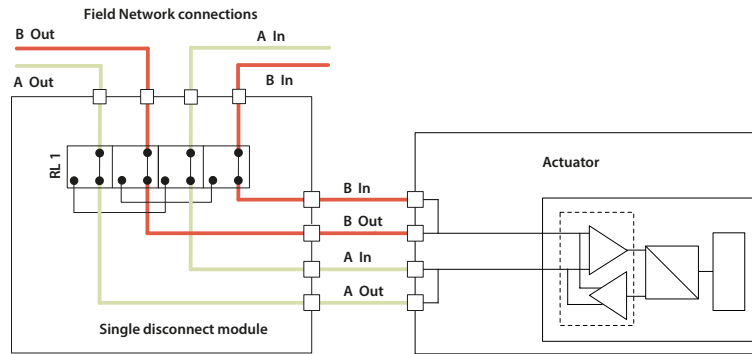 Field Network connections
B Out
A In
A Out
B In
RL 1
Actuator
B In
B Out
A In
A Out
Single disconnect module